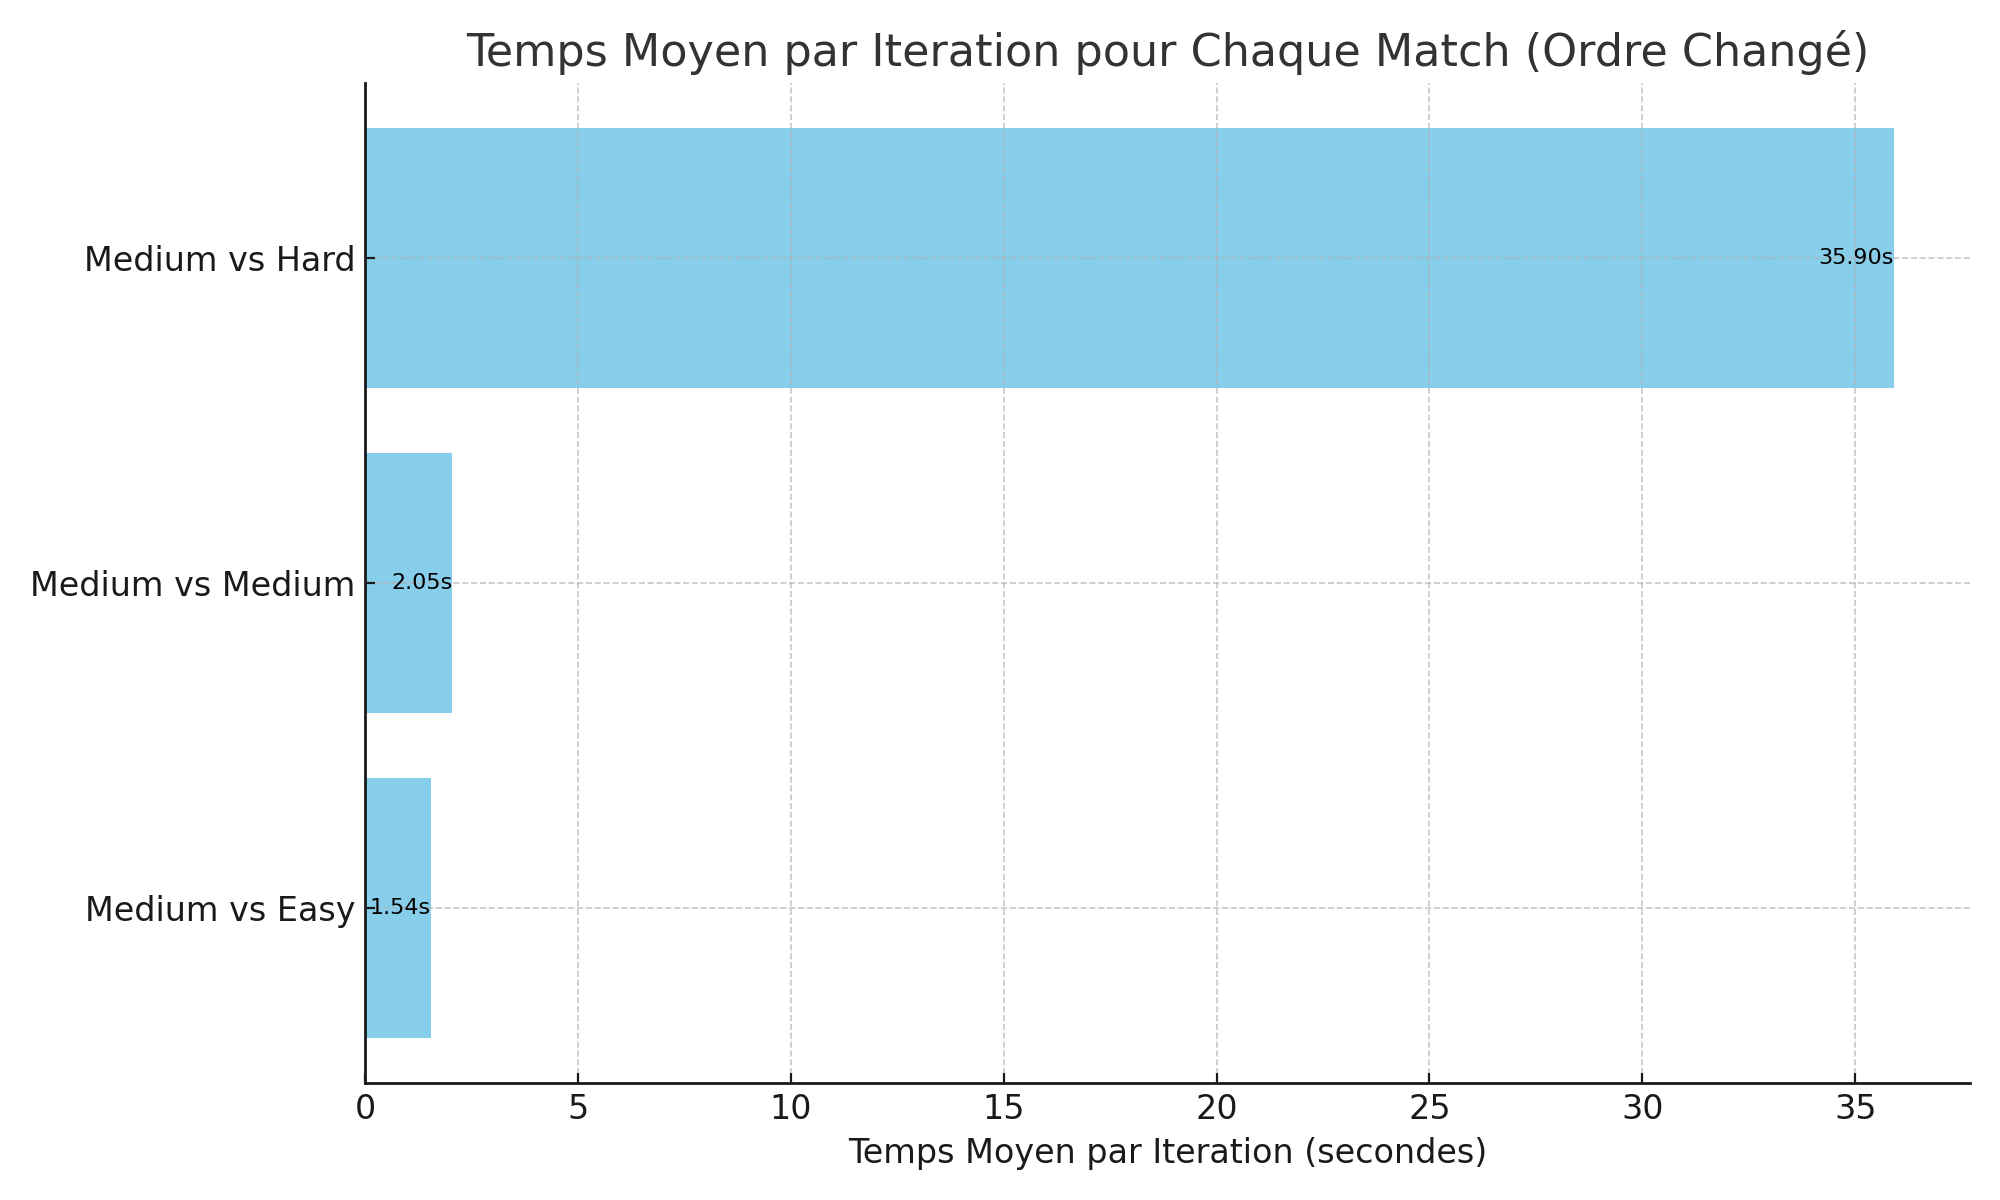 Temps Moyen par Iteration pour Chaque Match (Ordre Changé)
Medium vs Hard
35.90s
Medium vs Medium
2.05s
Medium vs Easy
1.54s
0 5 10 15 20 25 30 35
Temps Moyen par Iteration (secondes)